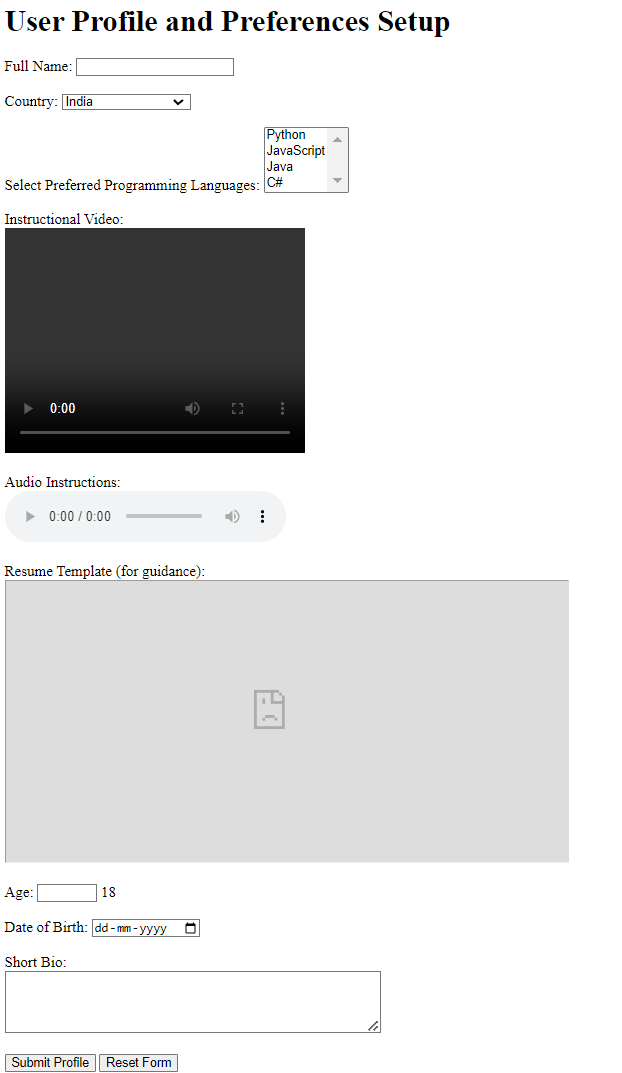 User Profile and Preferences Setup
Full Name:
Country: India
Python
JavaScript
Java
Select Preferred Programming Languages: C#
Instructional Video:
0:00
Audio Instructions:
0:00 / 0:00
Resume Template (for guidance):
Age: 18
Date of Birth: dd-mm-yyyy
Short Bio:
Submit Profile Reset Form